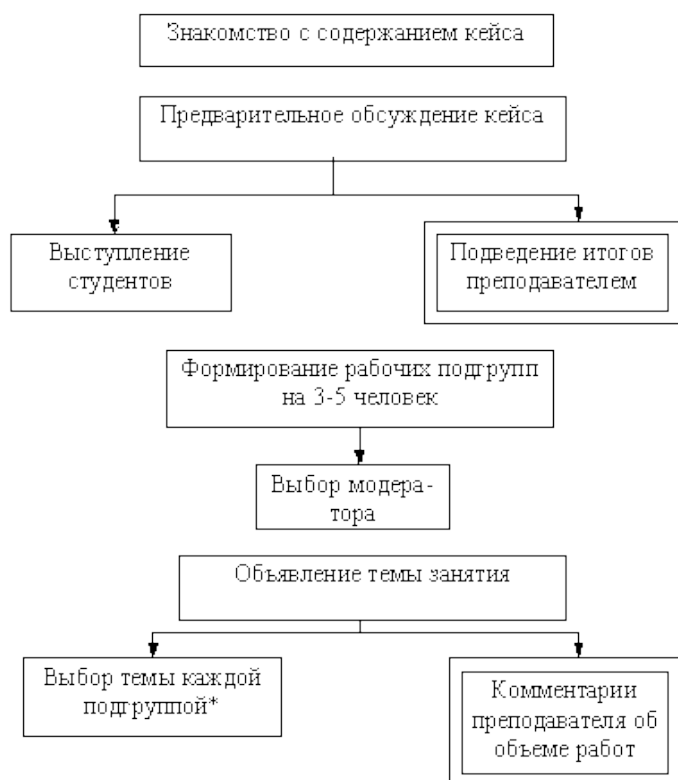 Знакомство с содержанием кейса
Предварительное обсуждение кейса
Выступление
студентов
Подведение итогов
преподавателем
Формирование рабочих подгрупп
на 3-5 человек
Выбор модера-
тора
Объявление темы занятия
Выбор темы каждой
подгруппой*
Комментарии
преподавателя об
объеме работ